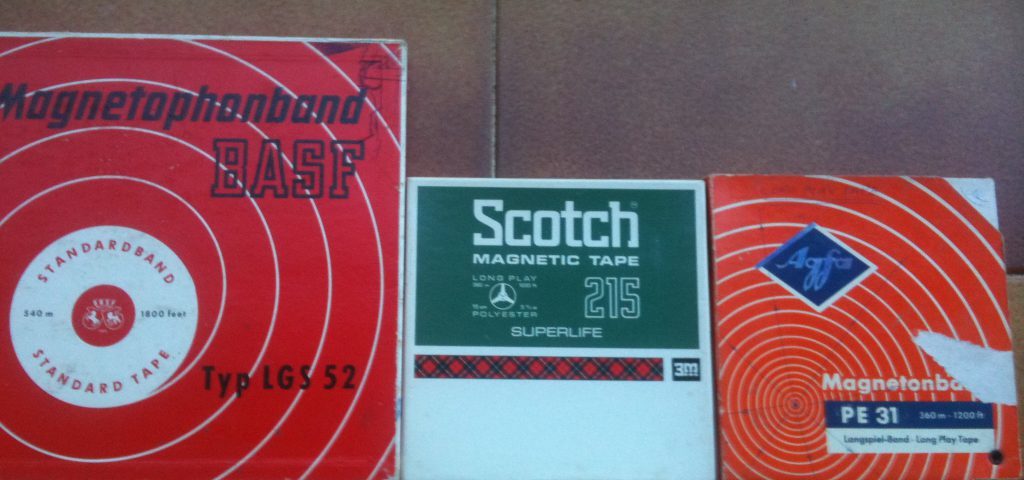 Magnetophonband
BASF
STANDARDBAND
540 m
1800 feet
STANDARD TAPE
Typ LGS 52
Scotch
MAGNETIC TAPE
LONG PLAY
215
POLYESTER
SUPERLIFE
3M
Agfa
PE 31 360 m - 1200 ft
Langspiel-Band · Long Play Tape